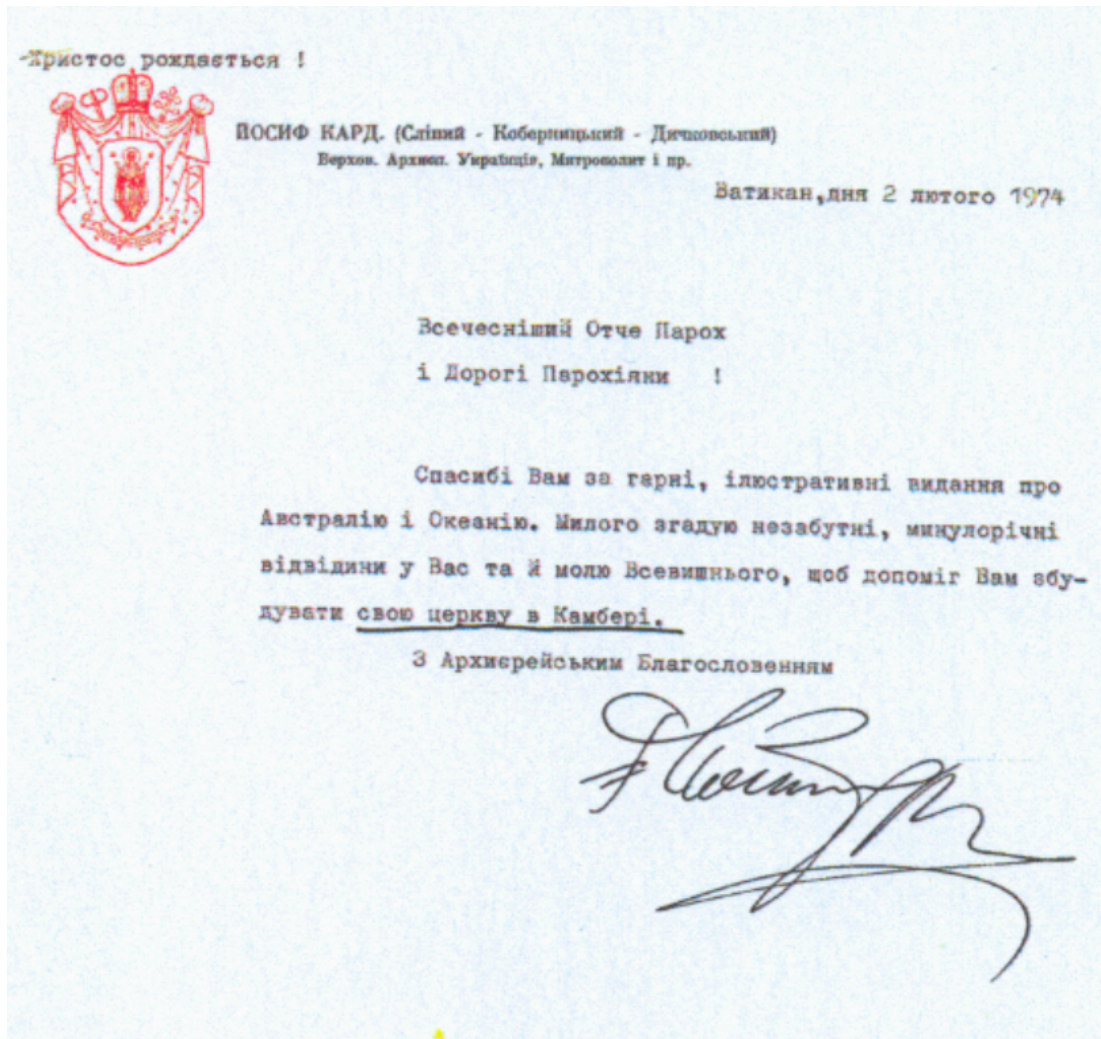 Христос рождається !
ЙОСИФ КАРД. (Сліпий - Коберницький - Дичковський)
Верхов. Архиєп. Українців, Митрополит і пр.
Ватикан,дня 2 лютого 1974
Всечесніший Отче Парох
і Дорогі Парохіяни !
Спасибі Вам за гарні, ілюстративні видання про
Австралію і Океанію. Милого згадую незабутні, минулорічні
відвідини у Вас та й молю Всевишнього, щоб допоміг Вам збу-
дувати свою церкву в Камбері.
З Архиєрейським Благословенням